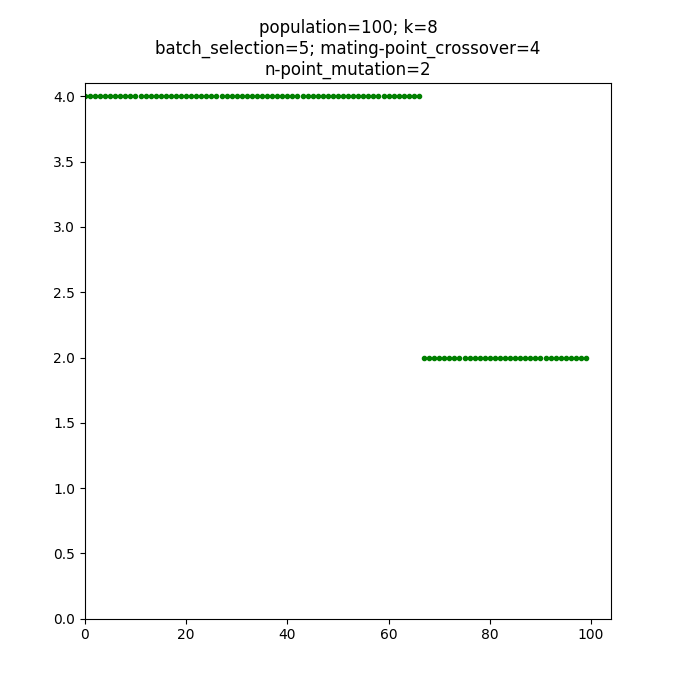 population=100; k=8
batch_selection=5; mating-point_crossover=4
n-point_mutation=2
4.0
3.5
3.0
2.5
2.0
1.5
1.0
0.5
0.0
0 20 40 60 80 100